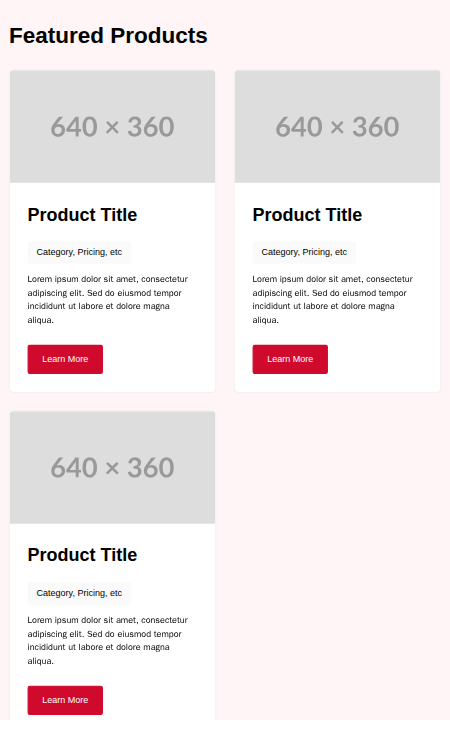 Featured Products
640 × 360
Product Title
Category, Pricing, etc
Lorem ipsum dolor sit amet, consectetur
adipiscing elit. Sed do eiusmod tempor
incididunt ut labore et dolore magna
aliqua.
Learn More
640 × 360
Product Title
Category, Pricing, etc
Lorem ipsum dolor sit amet, consectetur
adipiscing elit. Sed do eiusmod tempor
incididunt ut labore et dolore magna
aliqua.
Learn More
640 × 360
Product Title
Category, Pricing, etc
Lorem ipsum dolor sit amet, consectetur
adipiscing elit. Sed do eiusmod tempor
incididunt ut labore et dolore magna
aliqua.
Learn More